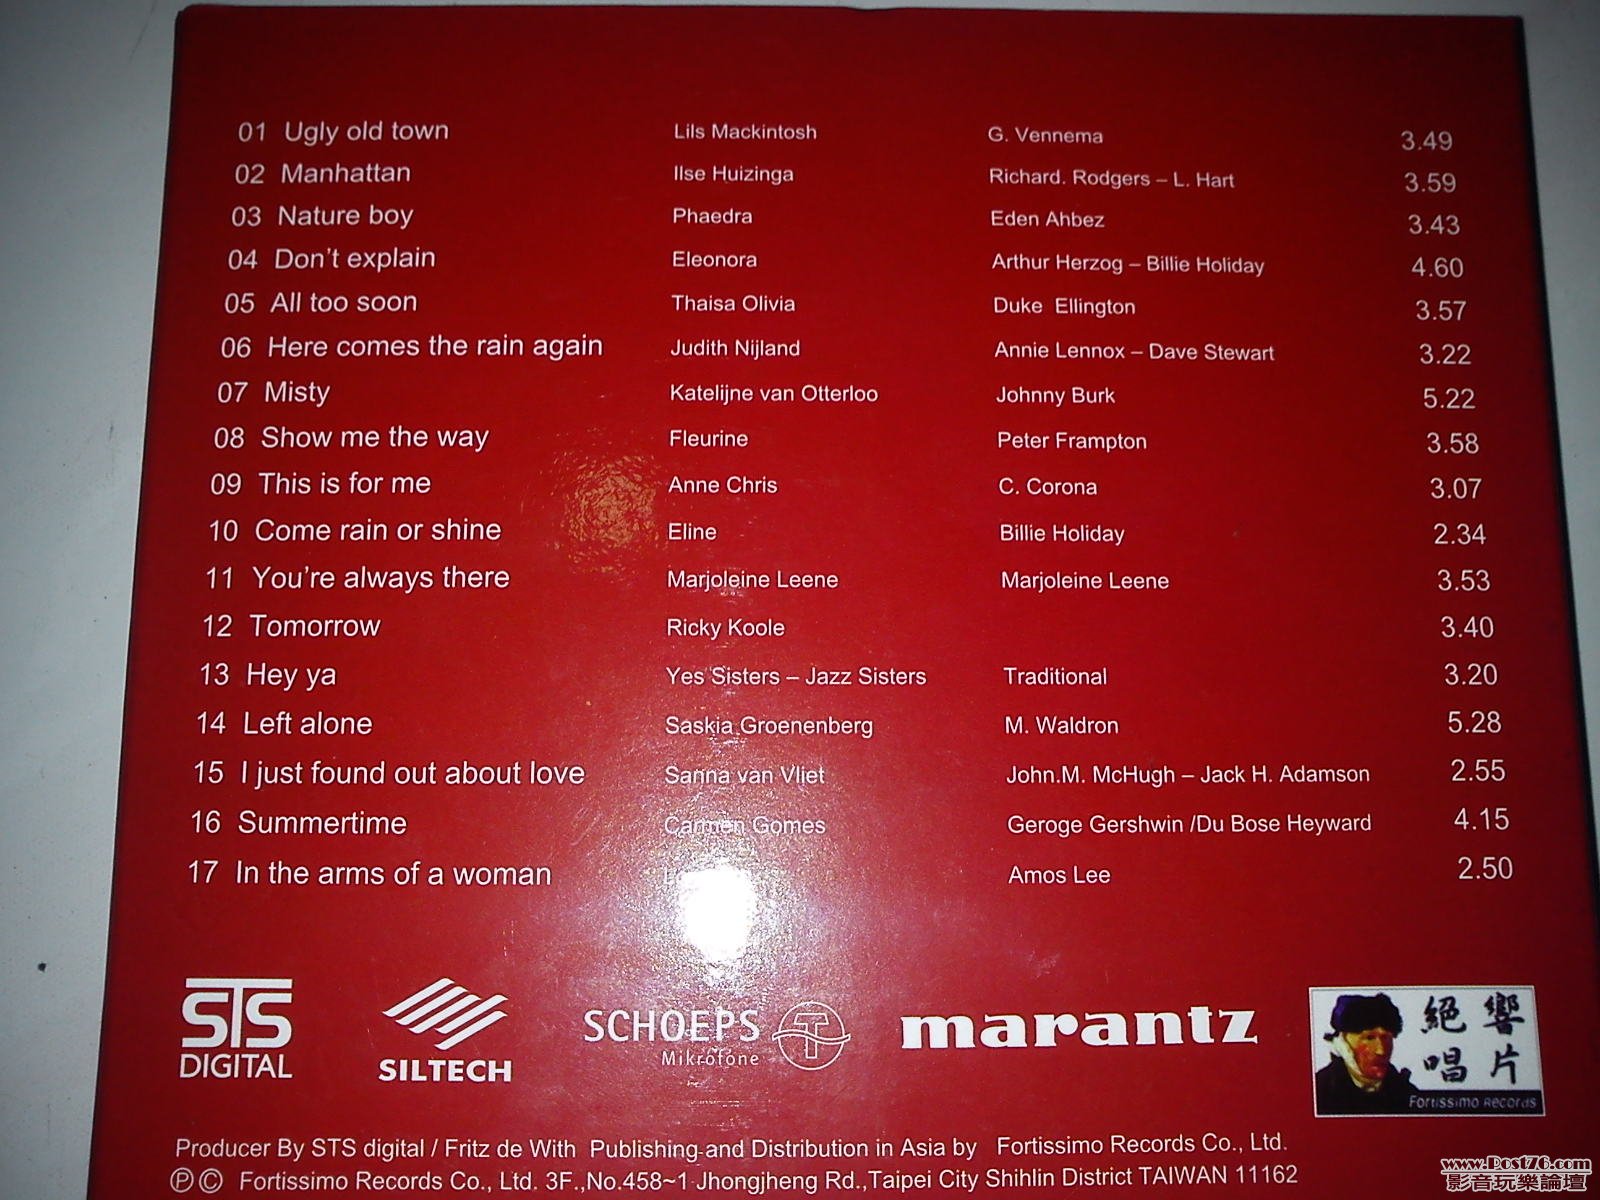 01 Ugly old town Lils Mackintosh G. Vennema 3.49
02 Manhattan Ilse Huizinga Richard. Rodgers – L. Hart 3.59
03 Nature boy Phaedra Eden Ahbez 3.43
04 Don't explain Eleonora Arthur Herzog – Billie Holiday 4.60
05 All too soon Thaisa Olivia Duke Ellington 3.57
06 Here comes the rain again Judith Nijland Annie Lennox – Dave Stewart 3.22
07 Misty Katelijne van Otterloo Johnny Burk 5.22
08 Show me the way Fleurine Peter Frampton 3.58
09 This is for me Anne Chris C. Corona 3.07
10 Come rain or shine Eline Billie Holiday 2.34
11 You're always there Marjoleine Leene Marjoleine Leene 3.53
12 Tomorrow Ricky Koole 3.40
13 Hey ya Yes Sisters – Jazz Sisters Traditional 3.20
14 Left alone Saskia Groenenberg M. Waldron 5.28
15 I just found out about love Sanna van Vliet John.M. McHugh – Jack H. Adamson 2.55
16 Summertime Carmen Gomes Geroge Gershwin /Du Bose Heyward 4.15
17 In the arms of a woman Amos Lee 2.50
STS
DIGITAL
SILTECH
SCHOEPS
Mikrofone
marantz
絕響
唱片
Fortissimo Records
Producer By STS digital / Fritz de With Publishing and Distribution in Asia by Fortissimo Records Co., Ltd.
Ⓟ© Fortissimo Records Co., Ltd. 3F.,No.458~1 Jhongjheng Rd.,Taipei City Shihlin District TAIWAN 11162
www.Post76.com
影音玩樂論壇